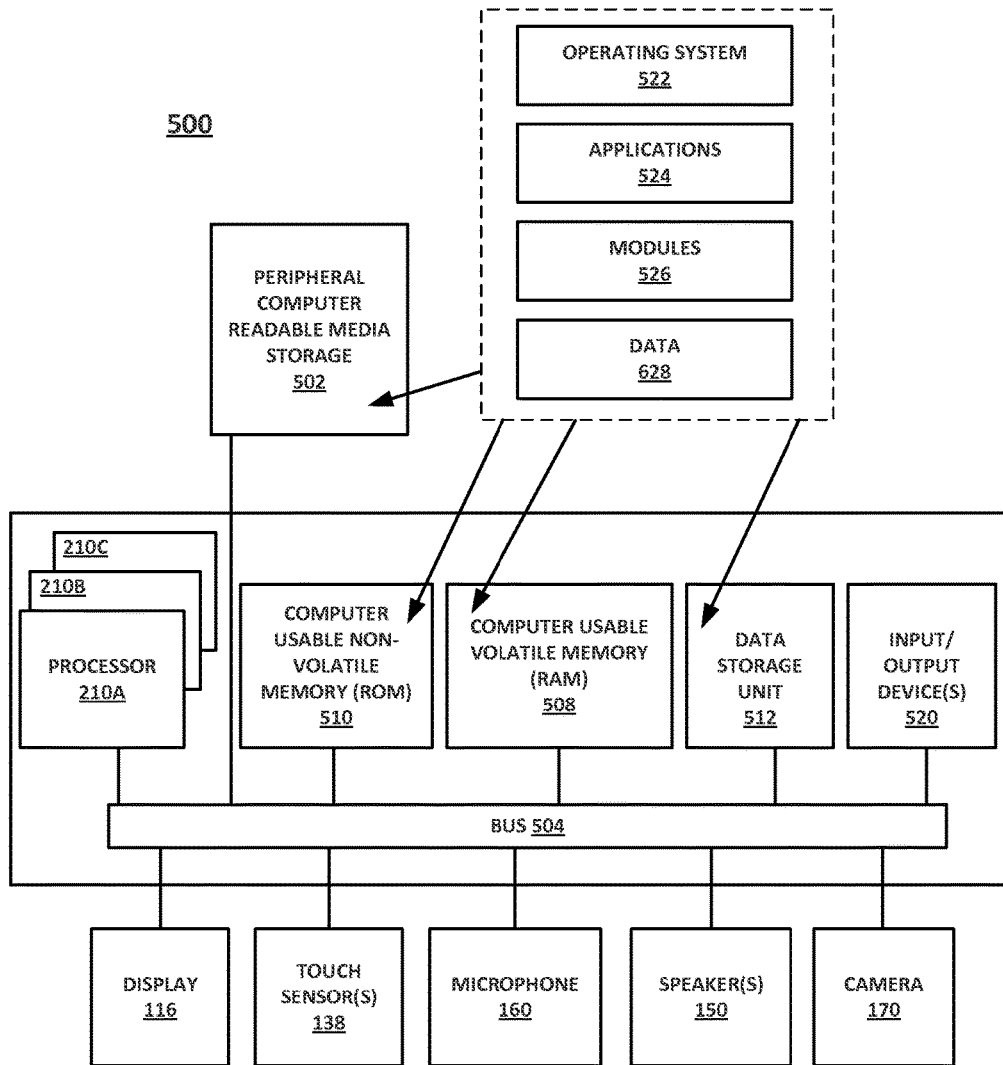 OPERATING SYSTEM
522
500
APPLICATIONS
524
MODULES
526
PERIPHERAL
COMPUTER
READABLE MEDIA
STORAGE
502
DATA
628
210C
210B
PROCESSOR
210A
COMPUTER
USABLE NON-
VOLATILE
MEMORY (ROM)
510
COMPUTER USABLE
VOLATILE MEMORY
(RAM)
508
DATA
STORAGE
UNIT
512
INPUT/
OUTPUT
DEVICE(S)
520
BUS 504
DISPLAY
116
TOUCH
SENSOR(S)
138
MICROPHONE
160
SPEAKER(S)
150
CAMERA
170